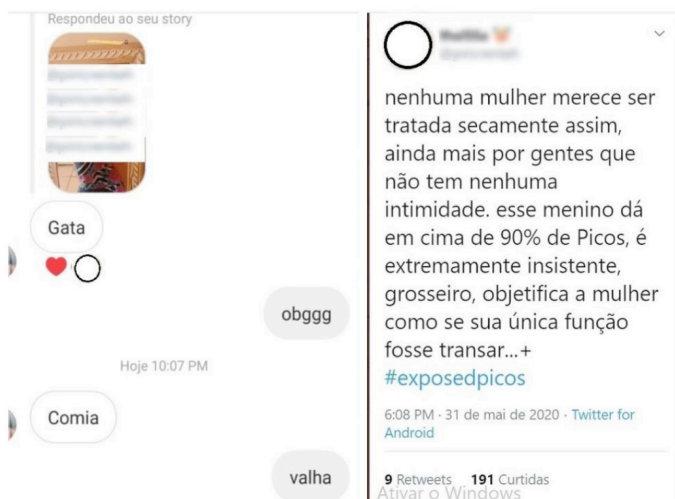 Respondeu ao seu story
Gata
obggg
Hoje 10:07 PM
Comia
valha
nenhuma mulher merece ser
tratada secamente assim,
ainda mais por gentes que
não tem nenhuma
intimidade. esse menino dá
em cima de 90% de Picos, é
extremamente insistente,
grosseiro, objetifica a mulher
como se sua única função
fosse transar...+
#exposedpicos
6:08 PM · 31 de mai de 2020 · Twitter for
Android
9 Retweets 191 Curtidas
Ativar o Windows